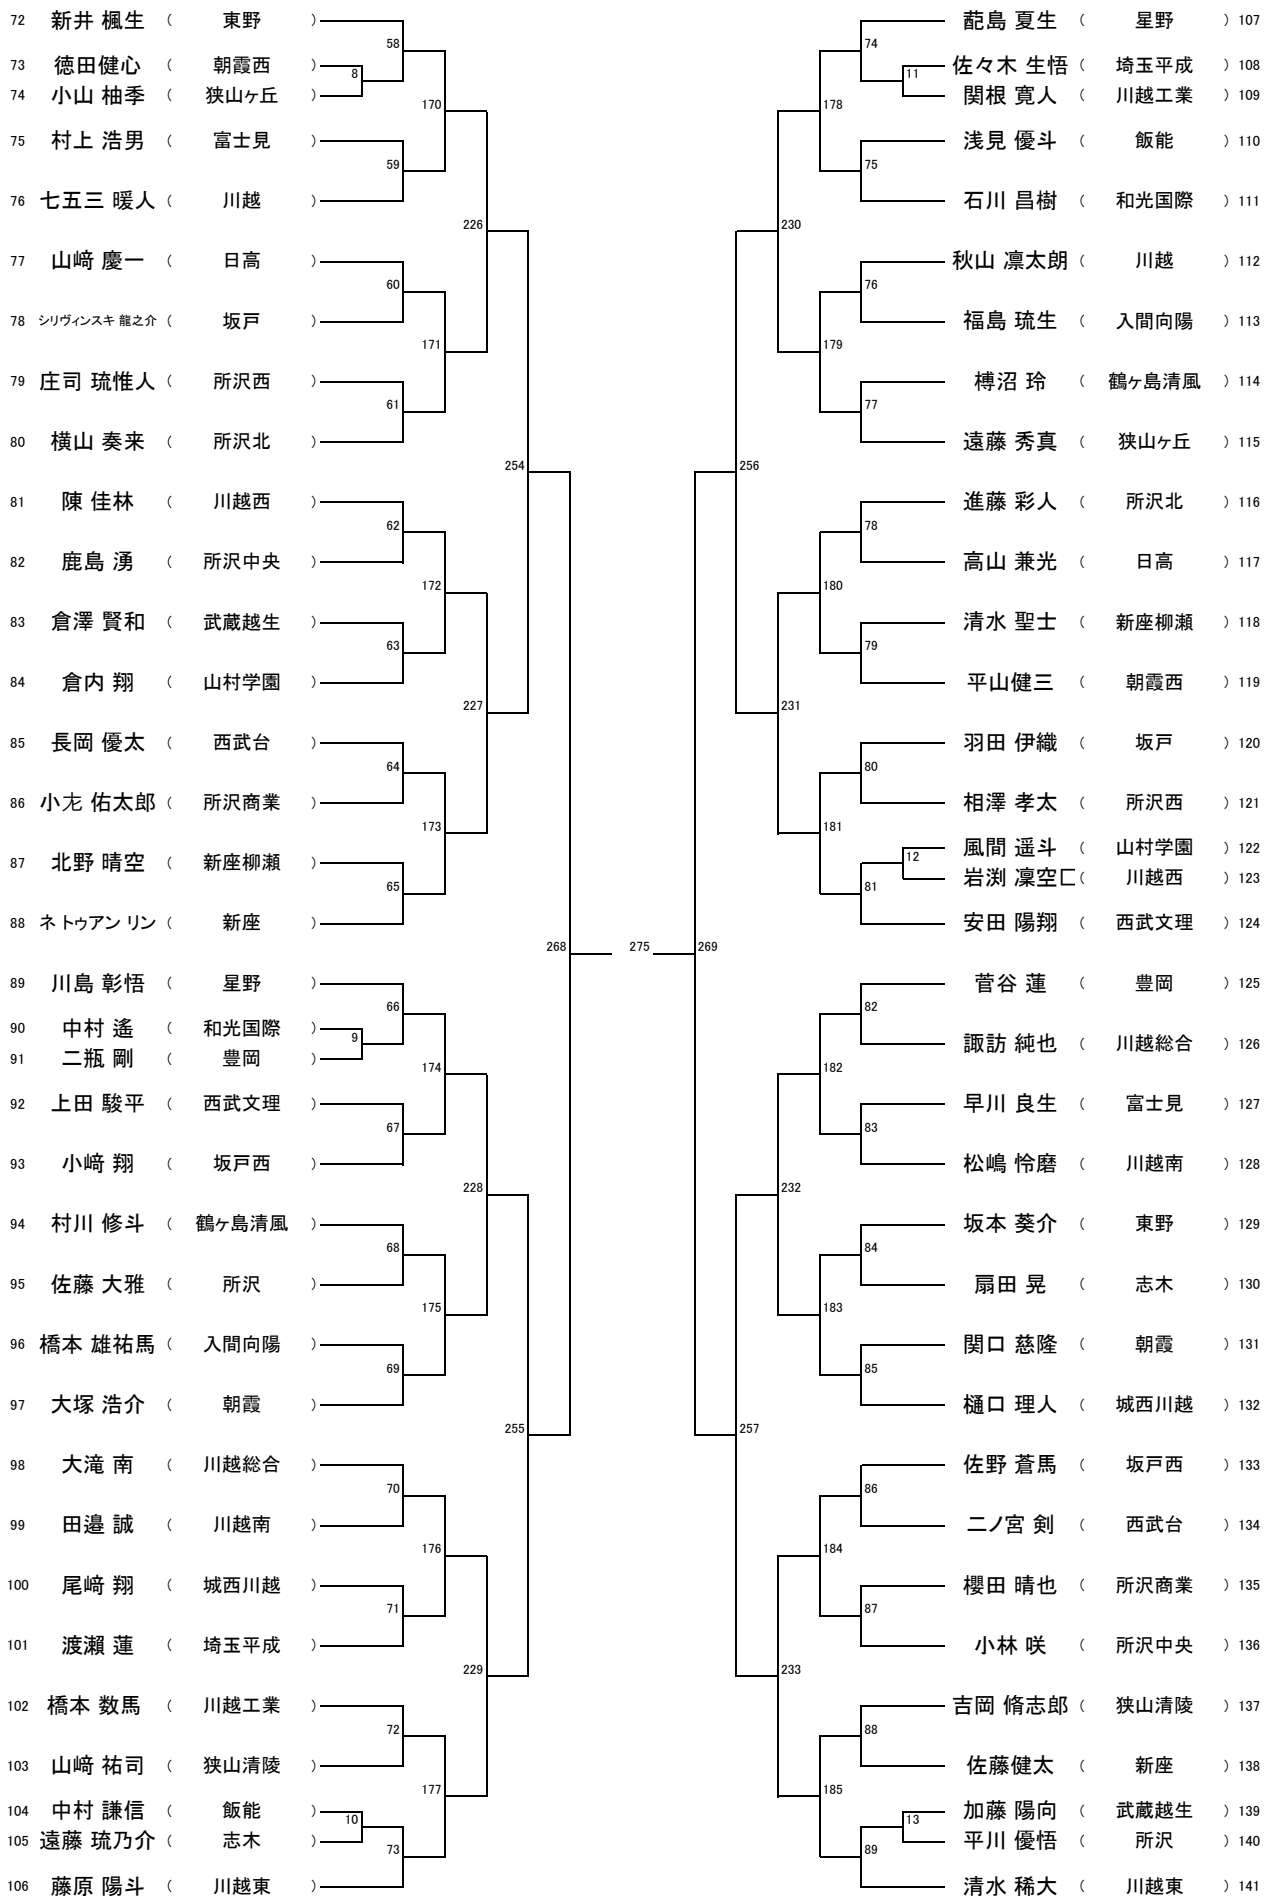 72 新井 楓生 ( 東野 )
58
73 徳田健心 ( 朝霞西 )
8
74 小山 柚季 ( 狭山ヶ丘 )
170
75 村上 浩男 ( 富士見 )
59
76 七五三 暖人 ( 川越 )
226
77 山﨑 慶一 ( 日高 )
60
78 シリヴィンスキ 龍之介 ( 坂戸 )
171
79 庄司 琉惟人 ( 所沢西 )
61
80 横山 奏来 ( 所沢北 )
254
81 陳 佳林 ( 川越西 )
62
82 鹿島 湧 ( 所沢中央 )
172
83 倉澤 賢和 ( 武蔵越生 )
63
84 倉内 翔 ( 山村学園 )
227
85 長岡 優太 ( 西武台 )
64
86 小尨 佑太郎 ( 所沢商業 )
173
87 北野 晴空 ( 新座柳瀬 )
65
88 ネトゥアン リン ( 新座 )
268
89 川島 彰悟 ( 星野 )
66
90 中村 遙 ( 和光国際 )
9
91 二瓶 剛 ( 豊岡 )
174
92 上田 駿平 ( 西武文理 )
67
93 小﨑 翔 ( 坂戸西 )
228
94 村川 修斗 ( 鶴ヶ島清風 )
68
95 佐藤 大雅 ( 所沢 )
175
96 橋本 雄祐馬 ( 入間向陽 )
69
97 大塚 浩介 ( 朝霞 )
255
98 大滝 南 ( 川越総合 )
70
99 田邉 誠 ( 川越南 )
176
100 尾﨑 翔 ( 城西川越 )
71
101 渡瀨 蓮 ( 埼玉平成 )
229
102 橋本 数馬 ( 川越工業 )
72
103 山﨑 祐司 ( 狭山清陵 )
177
104 中村 謙信 ( 飯能 )
10
105 遠藤 琉乃介 ( 志木 )
73
106 藤原 陽斗 ( 川越東 )
275
島 夏生 ( 星野 ) 107
74
佐々木 生悟 ( 埼玉平成 ) 108
11
関根 寛人 ( 川越工業 ) 109
178
浅見 優斗 ( 飯能 ) 110
75
石川 昌樹 ( 和光国際 ) 111
230
秋山 凛太朗 ( 川越 ) 112
76
福島 琉生 ( 入間向陽 ) 113
179
榑沼 玲 ( 鶴ヶ島清風 ) 114
77
遠藤 秀真 ( 狭山ヶ丘 ) 115
256
進藤 彩人 ( 所沢北 ) 116
78
高山 兼光 ( 日高 ) 117
180
清水 聖士 ( 新座柳瀬 ) 118
79
平山健三 ( 朝霞西 ) 119
231
羽田 伊織 ( 坂戸 ) 120
80
相澤 孝太 ( 所沢西 ) 121
181
風間 遥斗 ( 山村学園 ) 122
12
岩渕 凜空 ( 川越西 ) 123
81
安田 陽翔 ( 西武文理 ) 124
269
菅谷 蓮 ( 豊岡 ) 125
82
諏訪 純也 ( 川越総合 ) 126
182
早川 良生 ( 富士見 ) 127
83
松嶋 怜磨 ( 川越南 ) 128
232
坂本 葵介 ( 東野 ) 129
84
扇田 晃 ( 志木 ) 130
183
関口 慈隆 ( 朝霞 ) 131
85
樋口 理人 ( 城西川越 ) 132
257
佐野 蒼馬 ( 坂戸西 ) 133
86
二ノ宮 剣 ( 西武台 ) 134
184
櫻田 晴也 ( 所沢商業 ) 135
87
小林 咲 ( 所沢中央 ) 136
233
吉岡 脩志郎 ( 狭山清陵 ) 137
88
佐藤健太 ( 新座 ) 138
185
加藤 陽向 ( 武蔵越生 ) 139
13
平川 優悟 ( 所沢 ) 140
89
清水 稀大 ( 川越東 ) 141